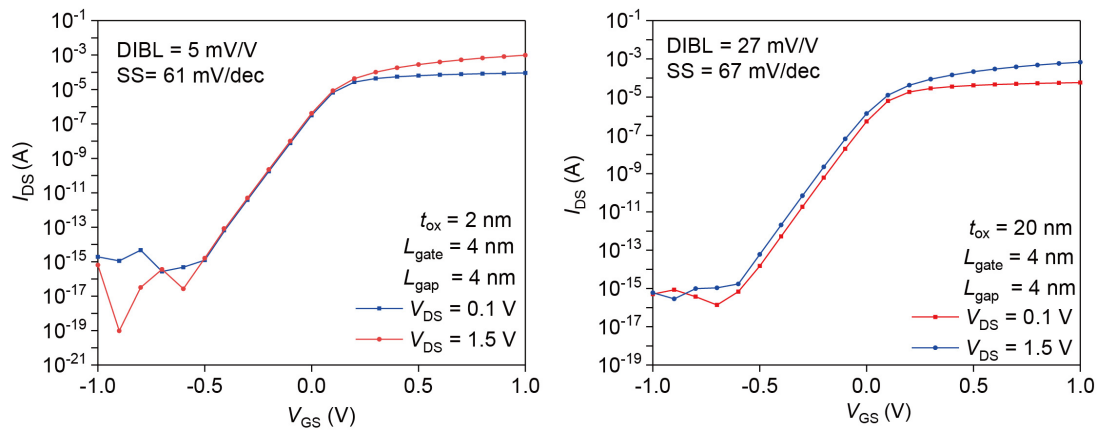 10⁻¹
10⁻³
10⁻⁵
10⁻⁷
10⁻⁹
10⁻¹¹
10⁻¹³
10⁻¹⁵
10⁻¹⁷
10⁻¹⁹
10⁻²¹
I_DS (A)
DIBL = 5 mV/V
SS= 61 mV/dec
t_ox = 2 nm
L_gate = 4 nm
L_gap = 4 nm
V_DS = 0.1 V
V_DS = 1.5 V
-1.0 -0.5 0.0 0.5 1.0
V_GS (V)
10⁻¹
10⁻³
10⁻⁵
10⁻⁷
10⁻⁹
10⁻¹¹
10⁻¹³
10⁻¹⁵
10⁻¹⁷
10⁻¹⁹
I_DS (A)
DIBL = 27 mV/V
SS = 67 mV/dec
t_ox = 20 nm
L_gate = 4 nm
L_gap = 4 nm
V_DS = 0.1 V
V_DS = 1.5 V
-1.0 -0.5 0.0 0.5 1.0
V_GS (V)